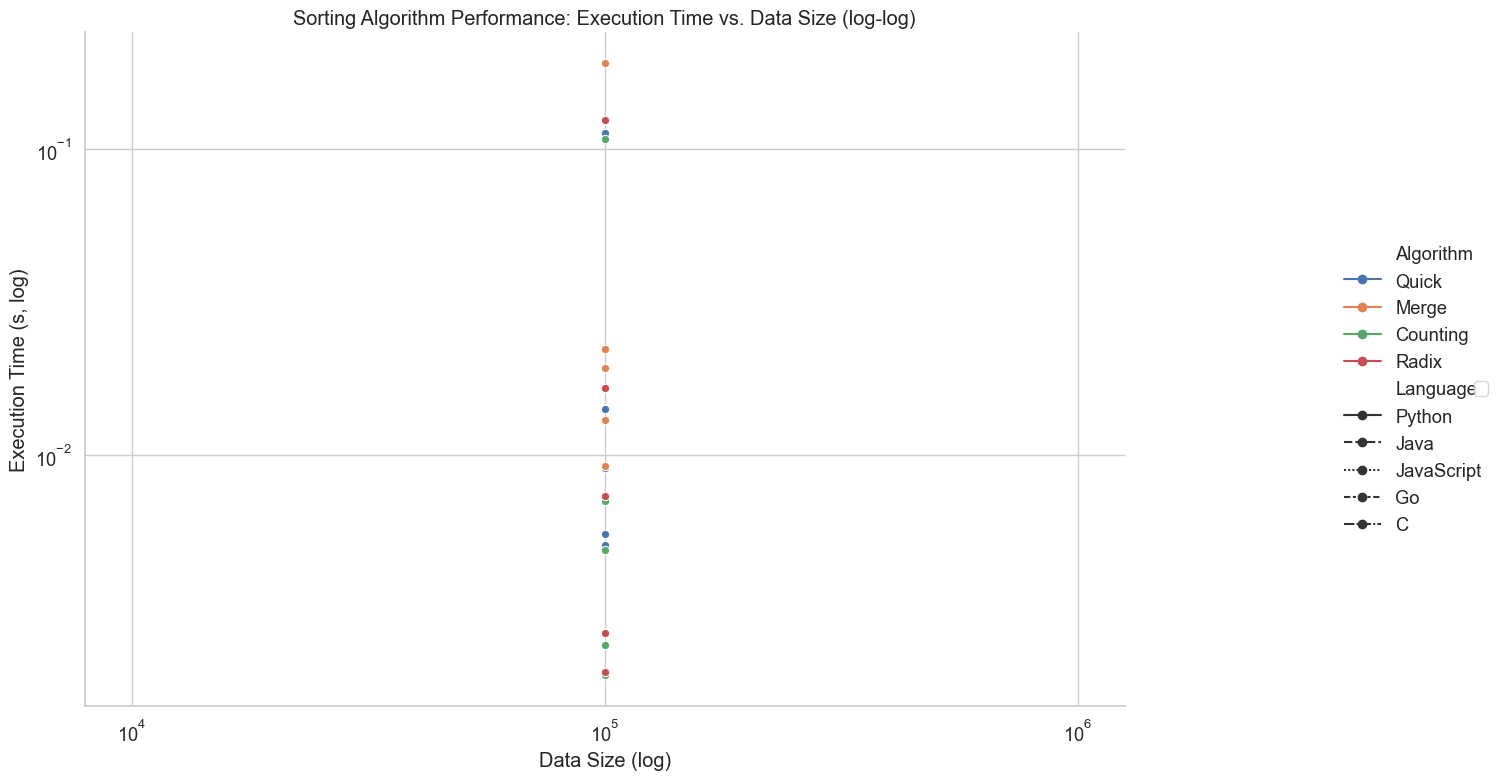 Sorting Algorithm Performance: Execution Time vs. Data Size (log-log)
Execution Time (s, log)
10⁻¹
10⁻²
10⁴
10⁵
10⁶
Data Size (log)
Algorithm
Quick
Merge
Counting
Radix
Language
Python
Java
JavaScript
Go
C